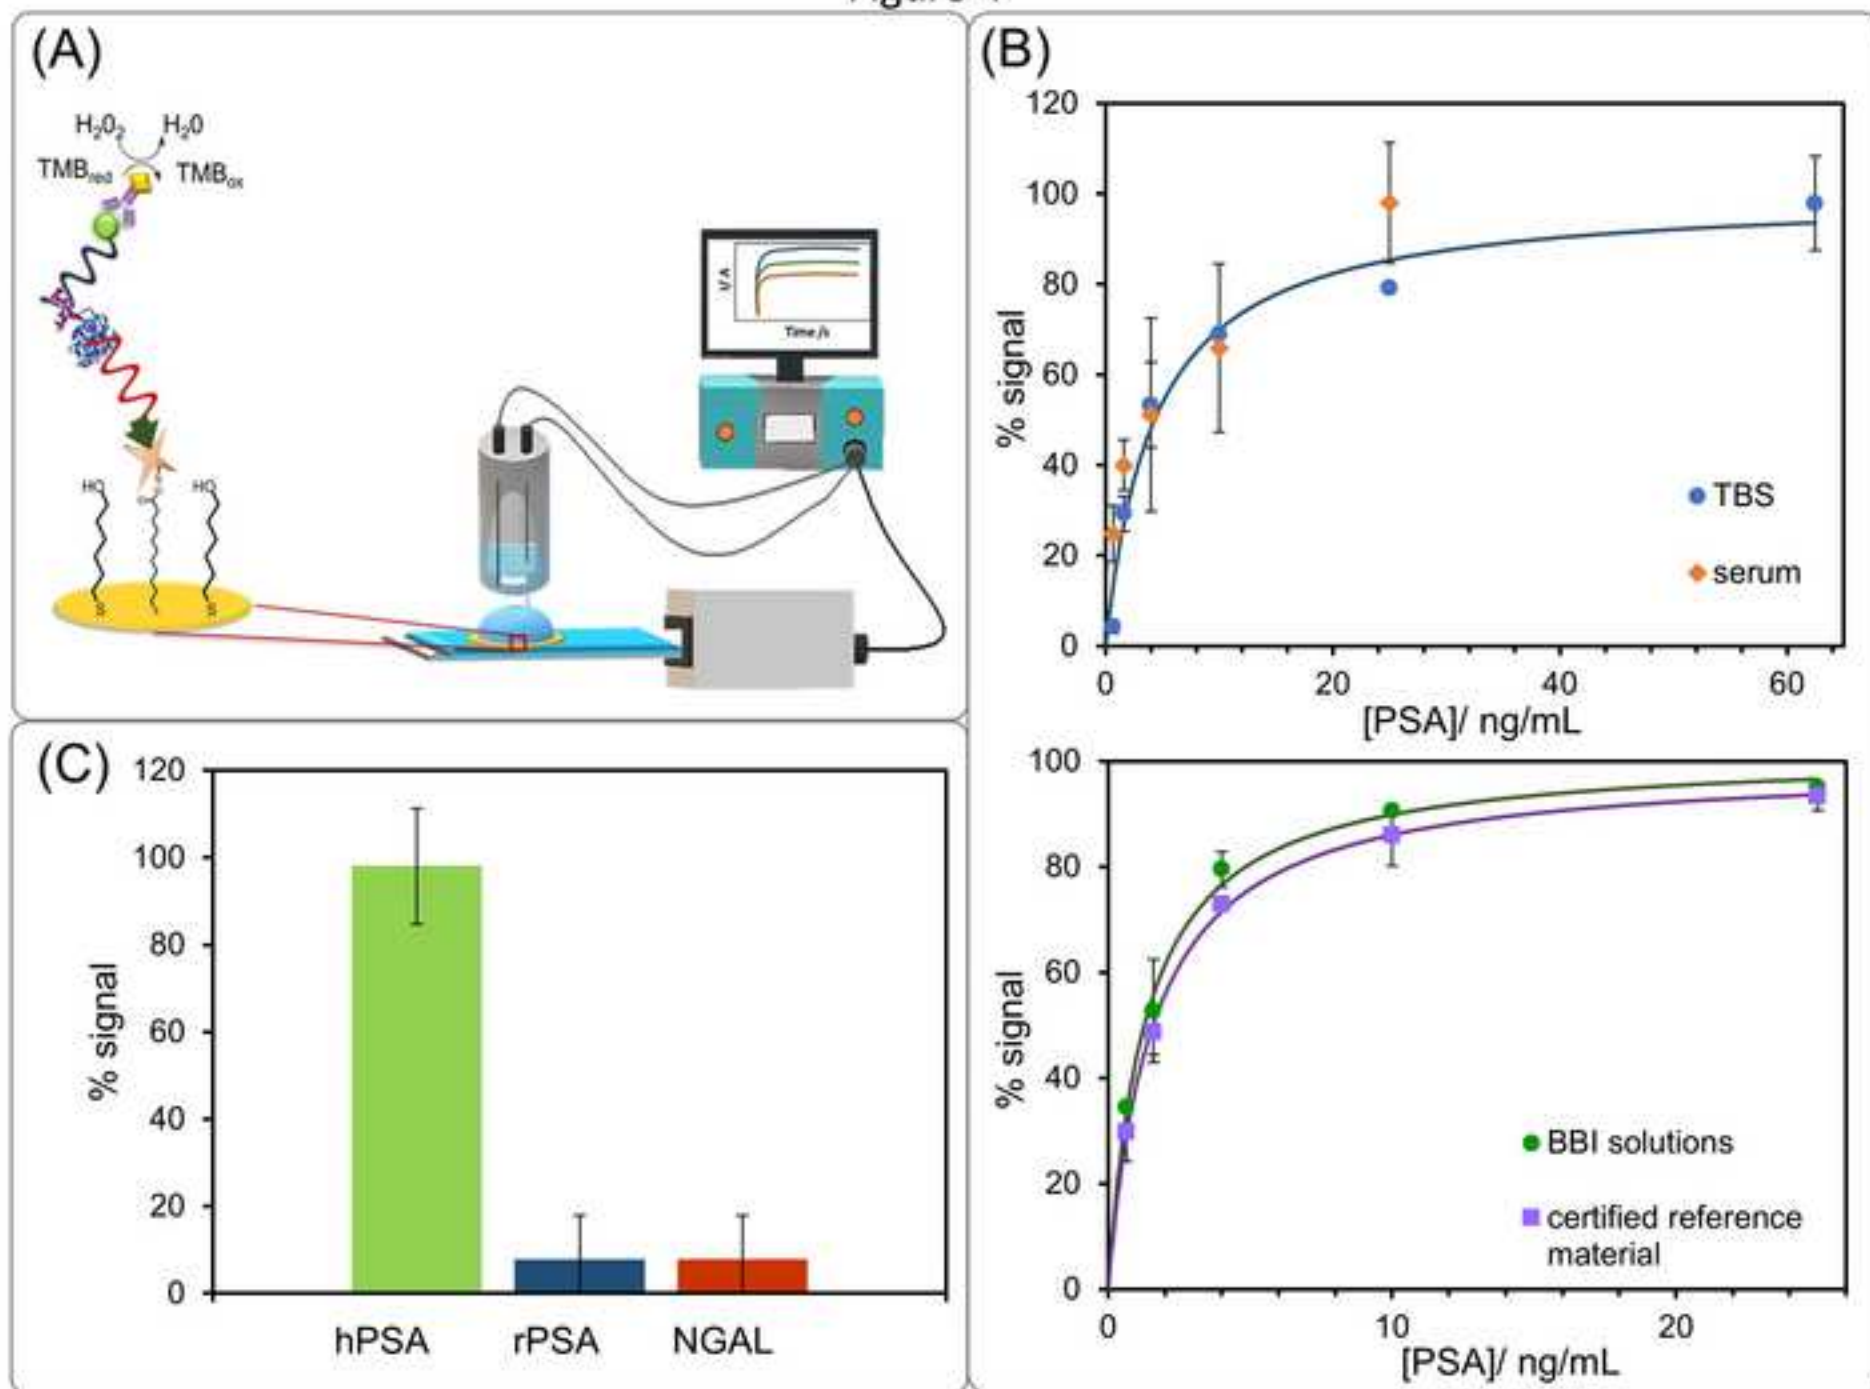 (A)
H₂0₂ H₂0
TMBred TMBox
HO HO
S S
I/ A
Time /s
(B)
120
100
80
60
40
20
0
% signal
TBS
serum
0 20 40 60
[PSA]/ ng/mL
100
80
60
40
20
0
% signal
BBI solutions
certified reference
material
0 10 20
[PSA]/ ng/mL
(C)
120
100
80
60
40
20
0
% signal
hPSA rPSA NGAL